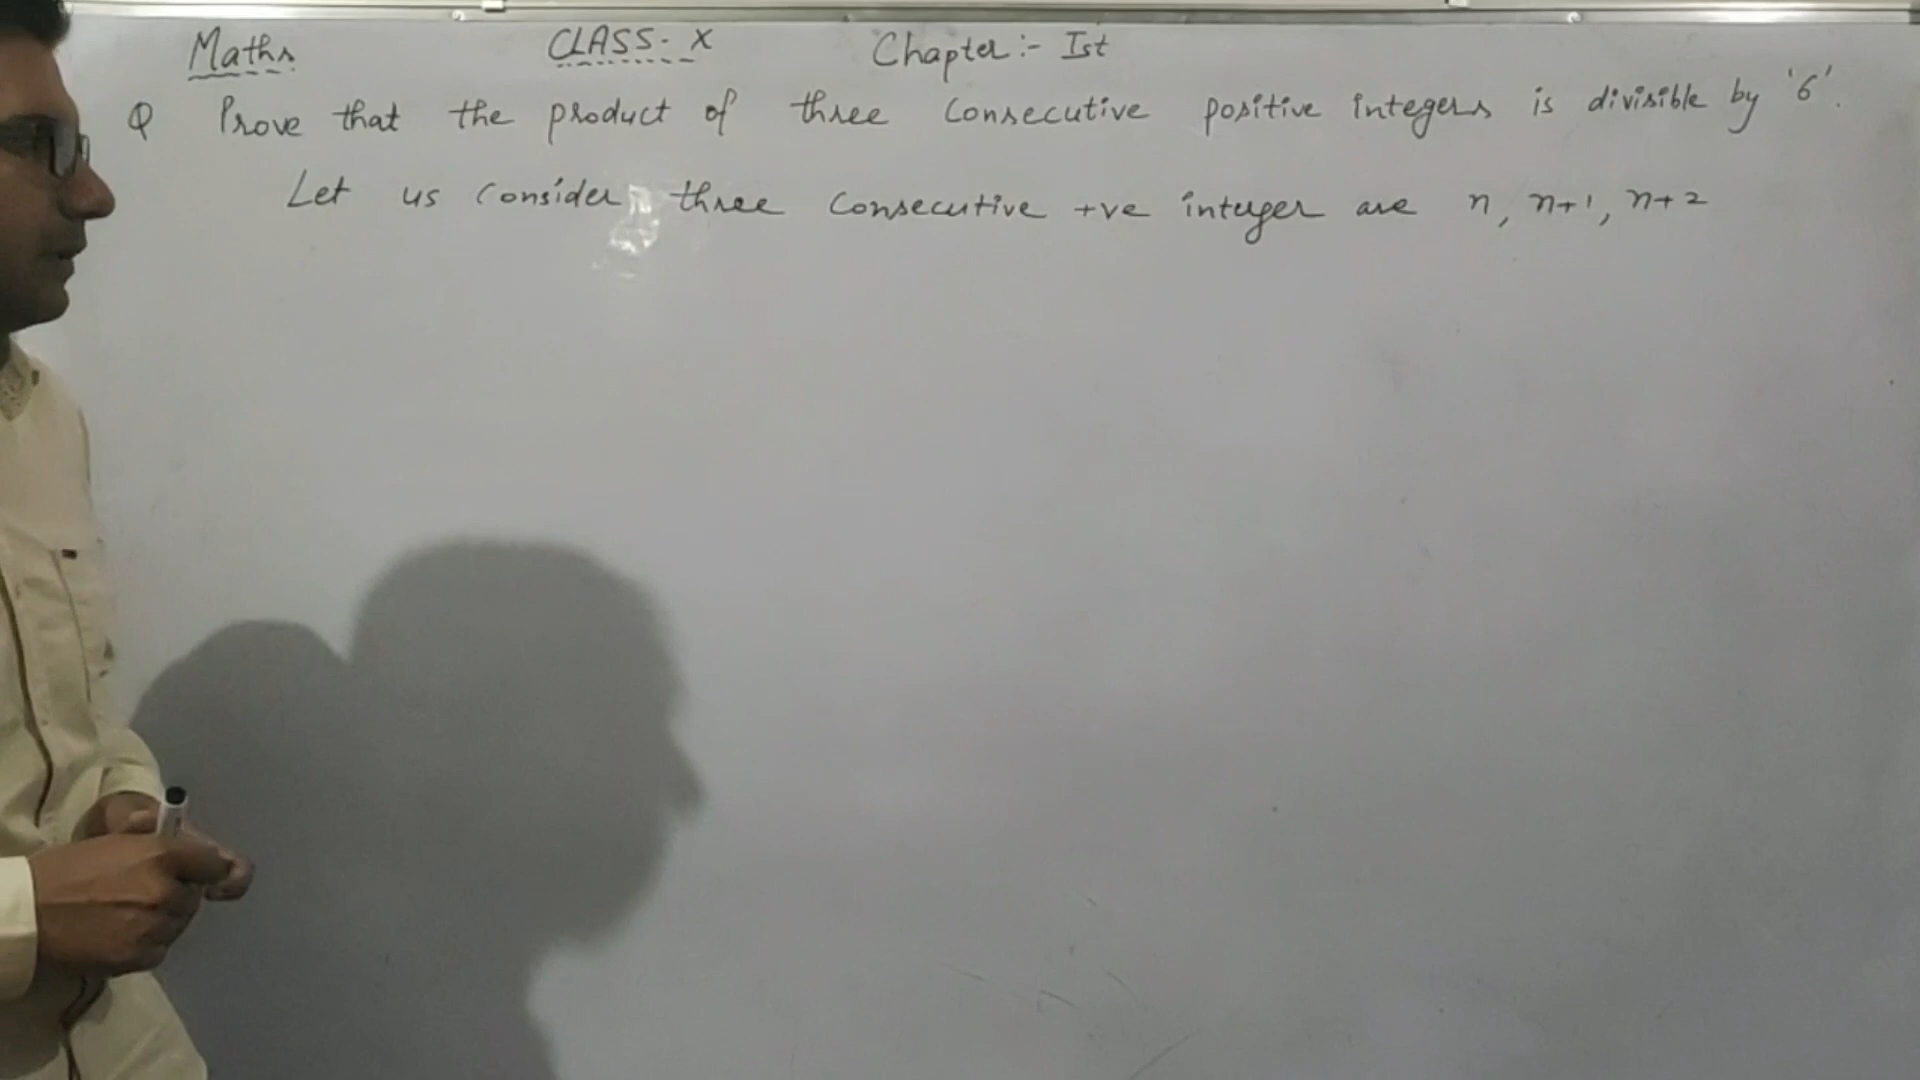 Maths CLASS- X Chapter:- Ist
Q Prove that the product of three Consecutive positive integers is divisible by '6'.
Let us Consider three Consecutive +ve integer are n, n+1, n+2